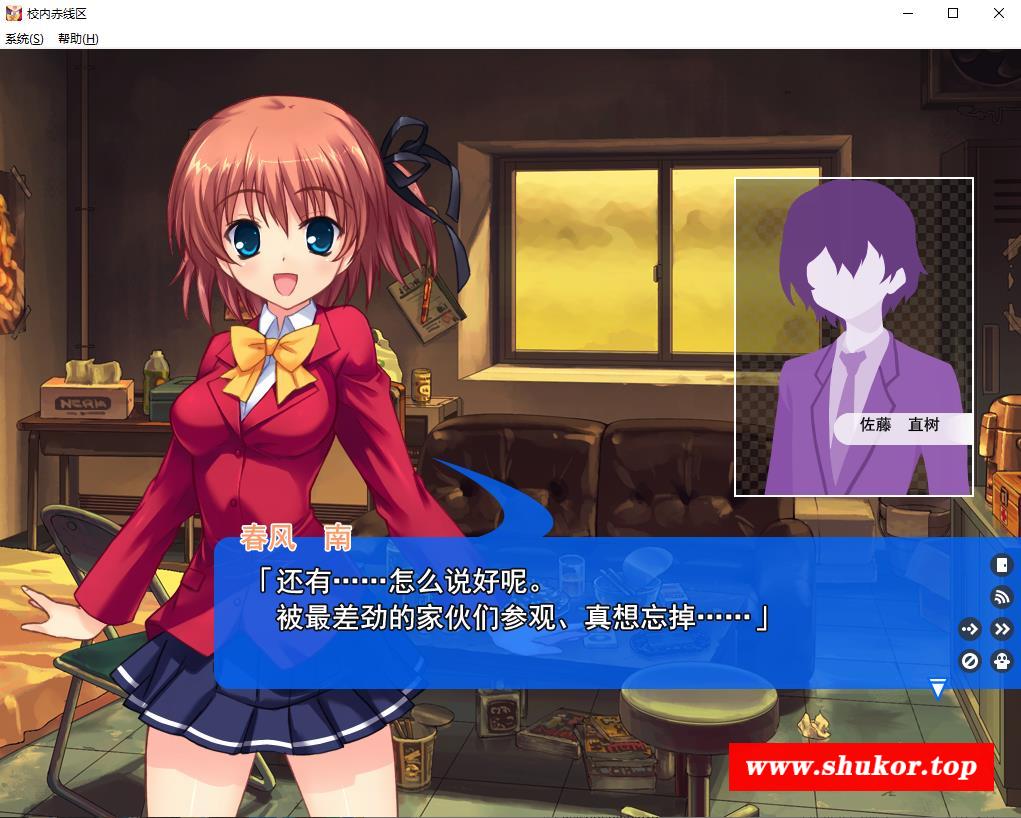 校内赤线区
系统(S) 帮助(H)
NERIA
佐藤 直树
春风 南
「还有……怎么说好呢。
被最差劲的家伙们参观、真想忘掉……」
www.shukor.top